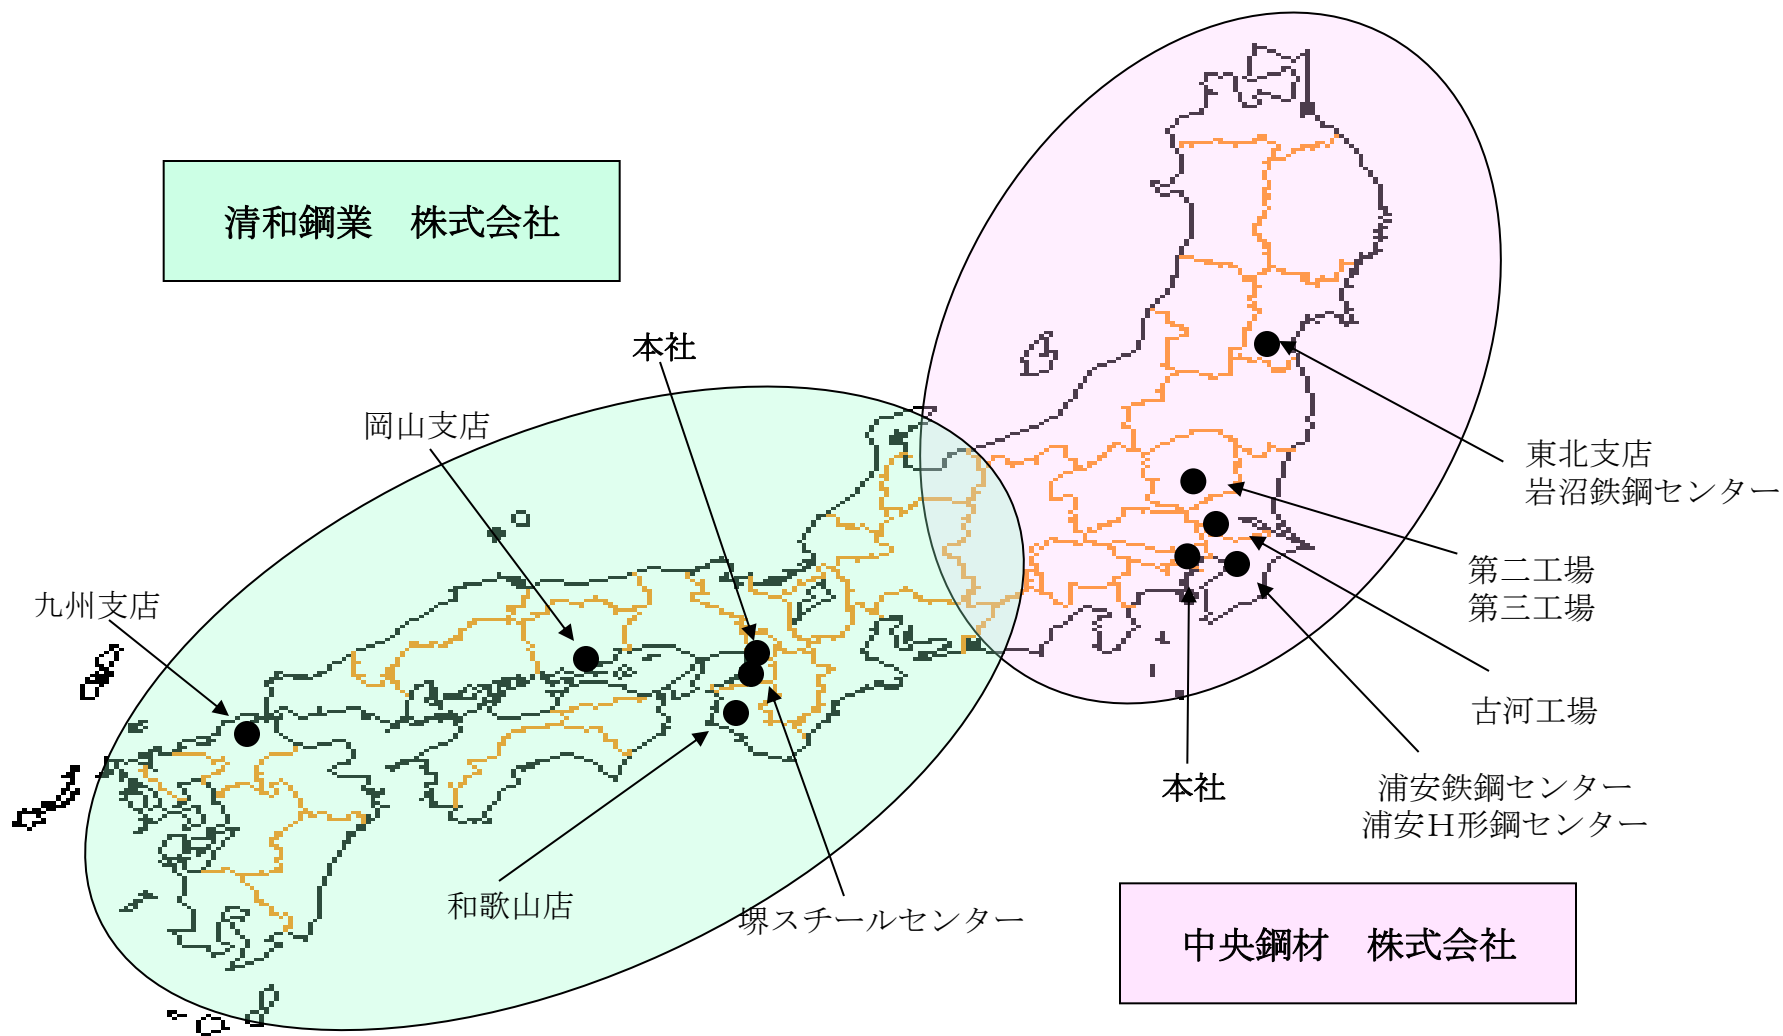 清和鋼業　株式会社
本社
岡山支店
九州支店
和歌山店
堺スチールセンター
東北支店
岩沼鉄鋼センター
第二工場
第三工場
古河工場
本社
浦安鉄鋼センター
浦安Ｈ形鋼センター
中央鋼材　株式会社